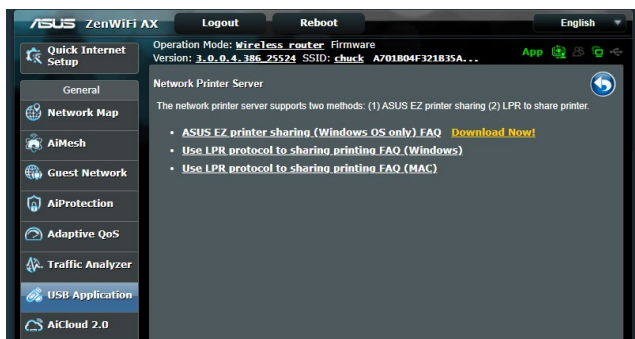 ASUS ZenWiFi AX Logout Reboot English
Quick Internet Setup
Operation Mode: Wireless router Firmware
Version: 3.0.0.4.386_25524 SSID: chuck A701B04F321B35A... App
General
Network Map
AiMesh
Guest Network
AiProtection
Adaptive QoS
Traffic Analyzer
USB Application
AiCloud 2.0
Network Printer Server
The network printer server supports two methods: (1) ASUS EZ printer sharing (2) LPR to share printer.
• ASUS EZ printer sharing (Windows OS only) FAQ Download Now!
• Use LPR protocol to sharing printing FAQ (Windows)
• Use LPR protocol to sharing printing FAQ (MAC)